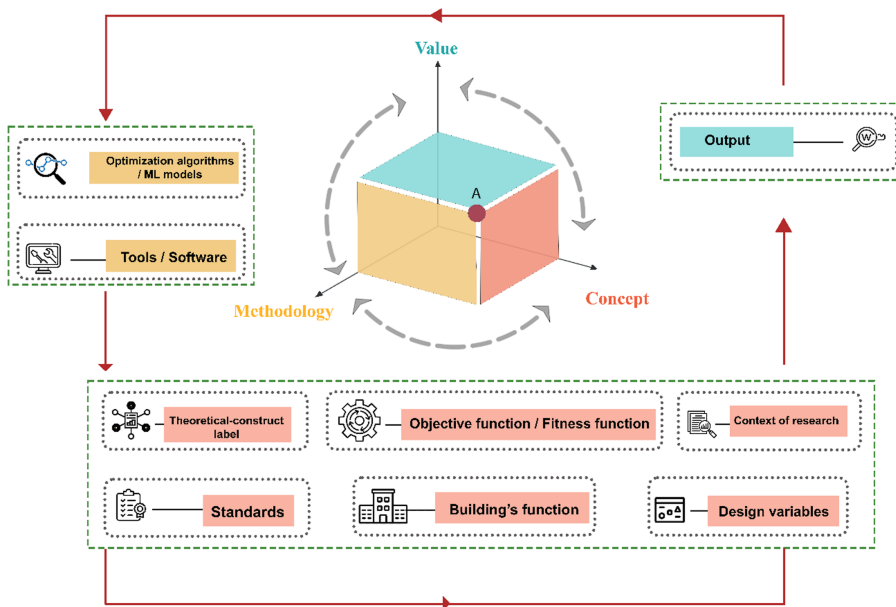 Value
Output
W
Optimization algorithms
/ ML models
A
Tools / Software
Methodology
Concept
Theoretical-construct
label
Objective function / Fitness function
Context of research
Standards
Building's function
Design variables